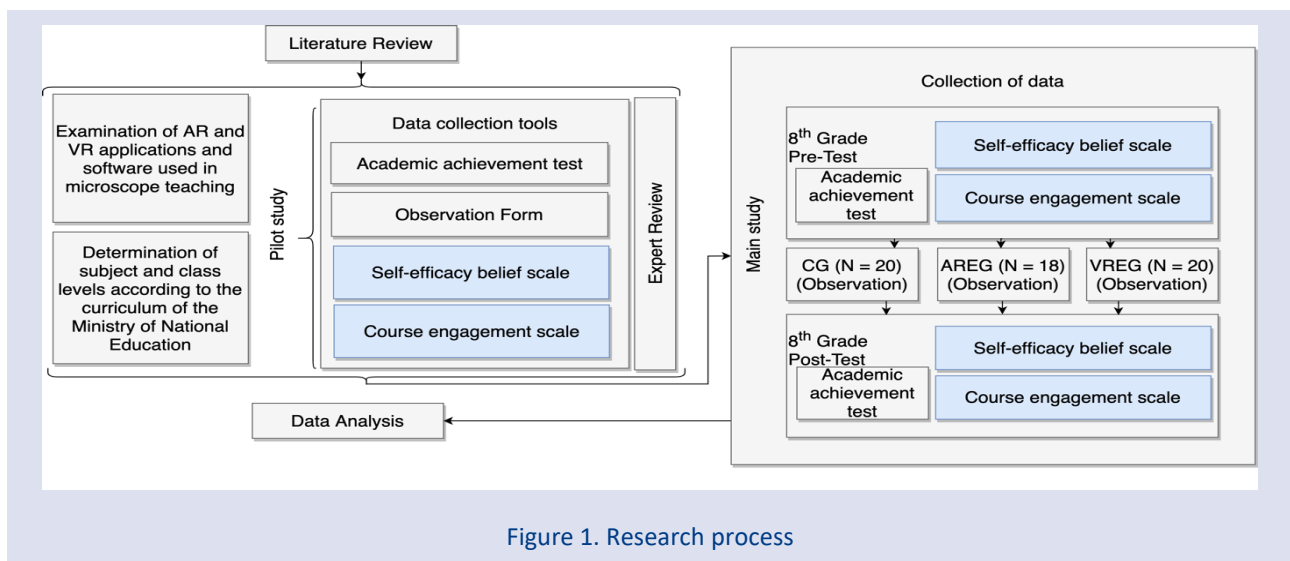 Literature Review
Examination of AR and
VR applications and
software used in
microscope teaching
Determination of
subject and class
levels according to the
curriculum of the
Ministry of National
Education
Pilot study
Data collection tools
Academic achievement test
Observation Form
Self-efficacy belief scale
Course engagement scale
Expert Review
Data Analysis
Main study
Collection of data
8th Grade
Pre-Test
Academic
achievement
test
Self-efficacy belief scale
Course engagement scale
CG (N = 20)
(Observation)
AREG (N = 18)
(Observation)
VREG (N = 20)
(Observation)
8th Grade
Post-Test
Academic
achievement
test
Self-efficacy belief scale
Course engagement scale
Figure 1. Research process